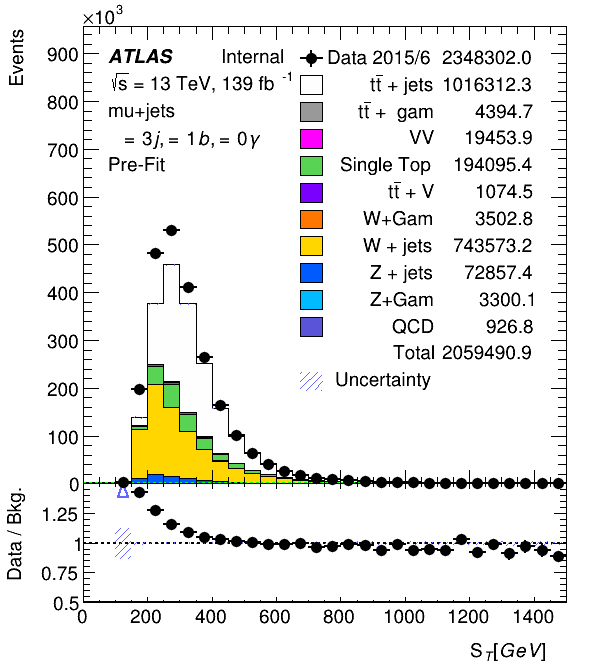 ×10³
Events
900
800
700
600
500
400
300
200
100
0
ATLAS Internal
√s = 13 TeV, 139 fb⁻¹
mu+jets
= 3j, = 1b, = 0γ
Pre-Fit
Data 2015/6 2348302.0
tt̄ + jets 1016312.3
tt̄ + gam 4394.7
VV 19453.9
Single Top 194095.4
tt̄ + V 1074.5
W+Gam 3502.8
W + jets 743573.2
Z + jets 72857.4
Z+Gam 3300.1
QCD 926.8
Total 2059490.9
Uncertainty
Data / Bkg.
1.25
1
0.75
0.5
0 200 400 600 800 1000 1200 1400
S_T[GeV]